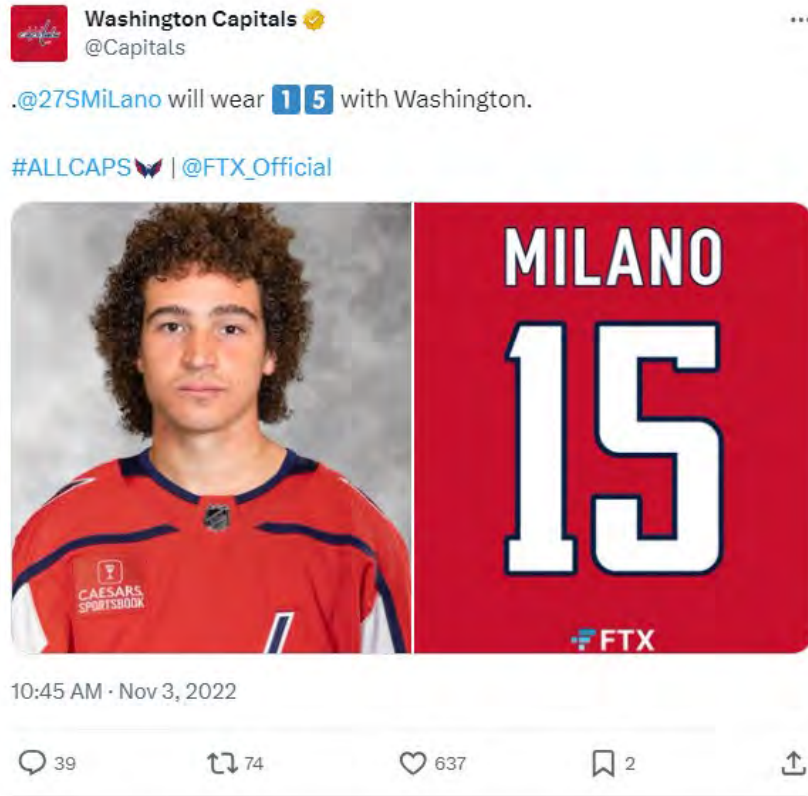 Washington Capitals
@Capitals
.@27SMiLano will wear 1 5 with Washington.
#ALLCAPS | @FTX_Official
MILANO
15
CAESARS
SPORTSBOOK
FTX
10:45 AM · Nov 3, 2022
39 74 637 2